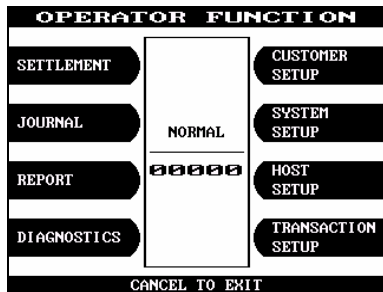 OPERATOR FUNCTION
SETTLEMENT
CUSTOMER
SETUP
JOURNAL
NORMAL
SYSTEM
SETUP
REPORT
00000
HOST
SETUP
DIAGNOSTICS
TRANSACTION
SETUP
CANCEL TO EXIT